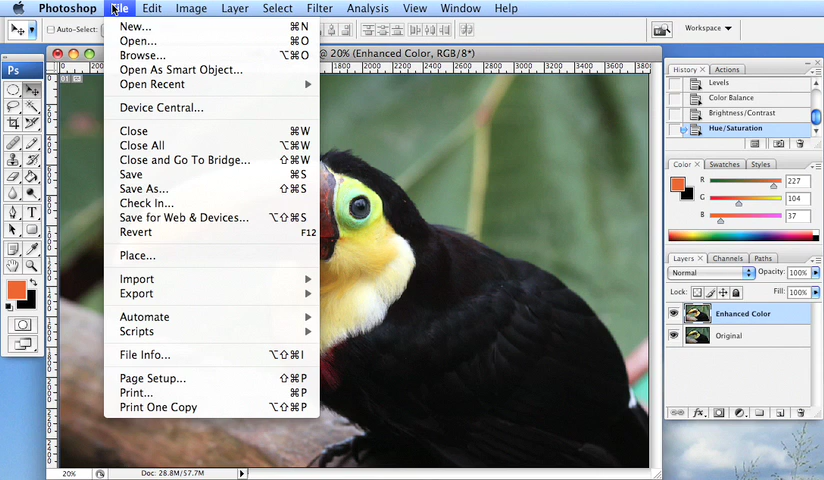 Photoshop File Edit Image Layer Select Filter Analysis View Window Help
Auto-Select:
Workspace
@ 20% (Enhanced Color, RGB/8*)
New... ⌘N
Open... ⌘O
Browse... ⌥⌘O
Open As Smart Object...
Open Recent
Device Central...
Close ⌘W
Close All ⌥⌘W
Close and Go To Bridge... ⇧⌘W
Save ⌘S
Save As... ⇧⌘S
Check In...
Save for Web & Devices... ⌥⇧⌘S
Revert F12
Place...
Import
Export
Automate
Scripts
File Info... ⌥⇧⌘I
Page Setup... ⇧⌘P
Print... ⌘P
Print One Copy ⌥⇧⌘P
Ps
T
1600 1800 2000 2200 2400 2600 2800 3000 3200 3400 3600 3800
20% Doc: 28.8M/57.7M
History Actions
Levels
Color Balance
Brightness/Contrast
Hue/Saturation
Color Swatches Styles
R 227
G 104
B 37
Layers Channels Paths
Normal Opacity: 100%
Lock: Fill: 100%
Enhanced Color
Original
fx